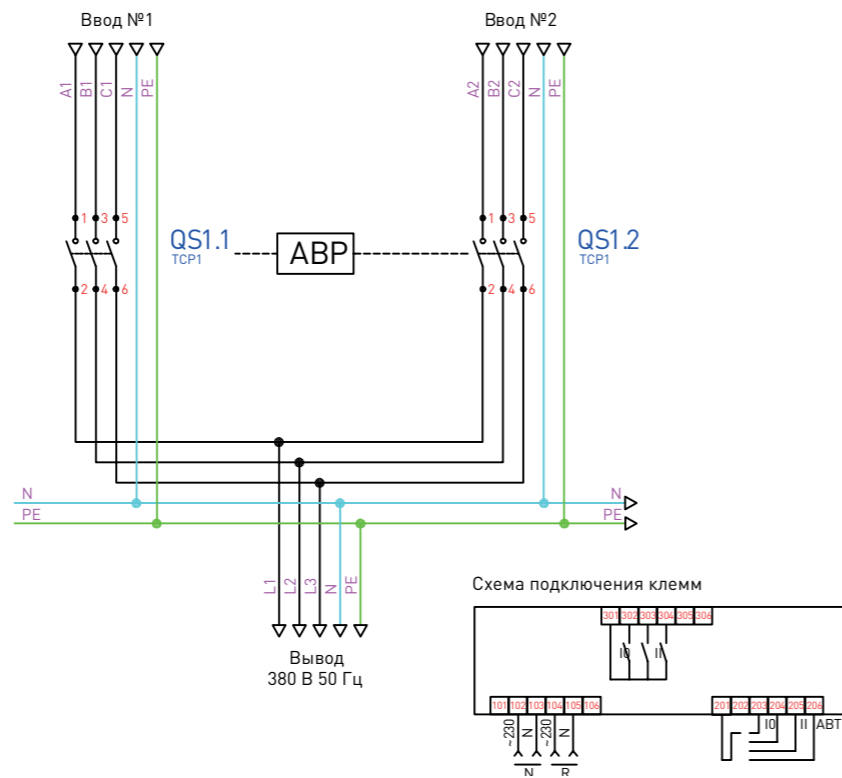 Ввод №1
Ввод №2
A1 B1 C1 N PE
A2 B2 C2 N PE
1 3 5
1 3 5
QS1.1
TCP1
АВР
QS1.2
TCP1
2 4 6
2 4 6
N
N
PE
PE
L1 L2 L3 N PE
Вывод
380 В 50 Гц
Схема подключения клемм
301 302 303 304 305 306
I0 II
101 102 103 104 105 106
201 202 203 204 205 206
~230 N ~230 N
I0 II АВТ
N R